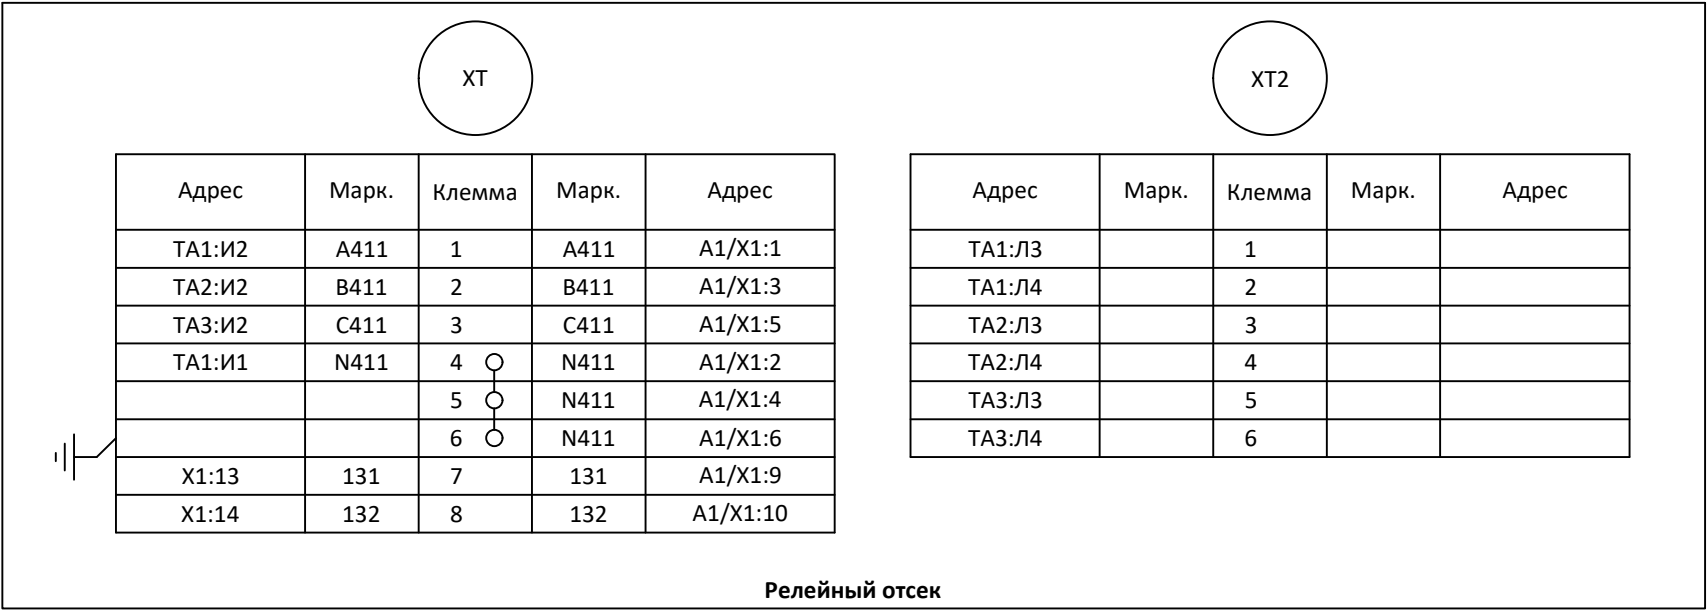 ХТ
Адрес Марк. Клемма Марк. Адрес
ТА1:И2 А411 1 А411 А1/Х1:1
ТА2:И2 В411 2 В411 А1/Х1:3
ТА3:И2 С411 3 С411 А1/Х1:5
ТА1:И1 N411 4 N411 А1/Х1:2
5 N411 А1/Х1:4
6 N411 А1/Х1:6
Х1:13 131 7 131 А1/Х1:9
Х1:14 132 8 132 А1/Х1:10
ХТ2
Адрес Марк. Клемма Марк. Адрес
ТА1:Л3 1
ТА1:Л4 2
ТА2:Л3 3
ТА2:Л4 4
ТА3:Л3 5
ТА3:Л4 6
Релейный отсек